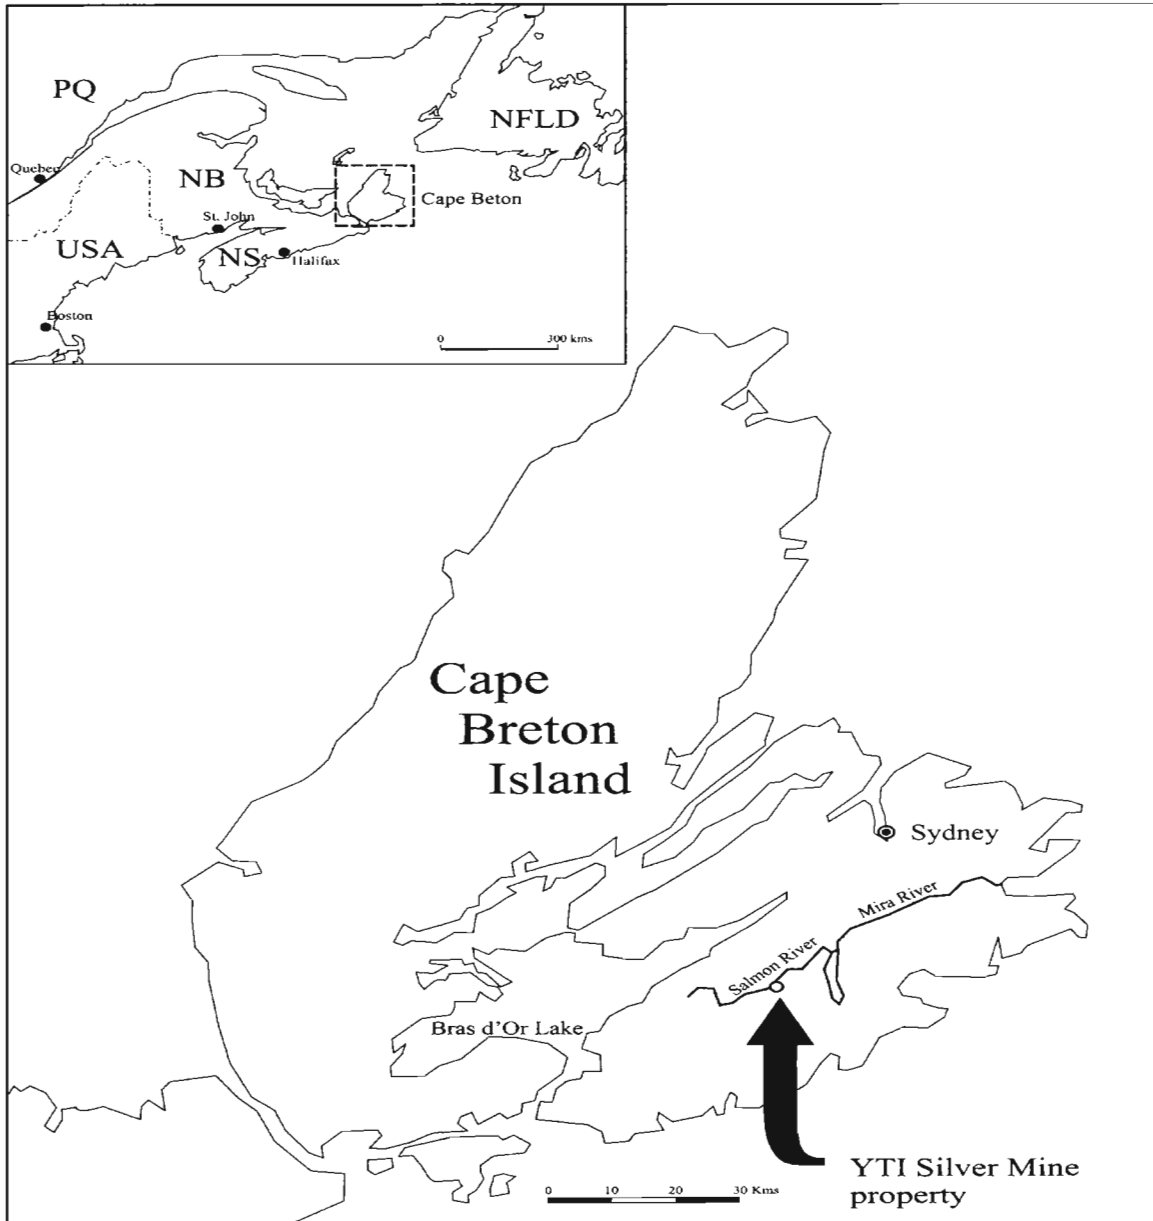 PQ
NFLD
Quebec
NB
Cape Beton
St. John
USA
NS
Halifax
Boston
0 300 kms
Cape
Breton
Island
Sydney
Mira River
Salmon River
Bras d'Or Lake
YTI Silver Mine
property
0 10 20 30 Kms